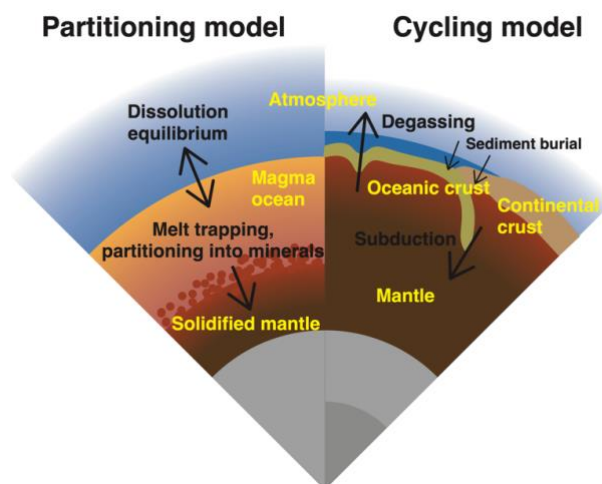 Partitioning model
Cycling model
Dissolution
equilibrium
Atmosphere
Degassing
Sediment burial
Magma
ocean
Oceanic crust
Continental
crust
Melt trapping,
partitioning into minerals
Subduction
Solidified mantle
Mantle